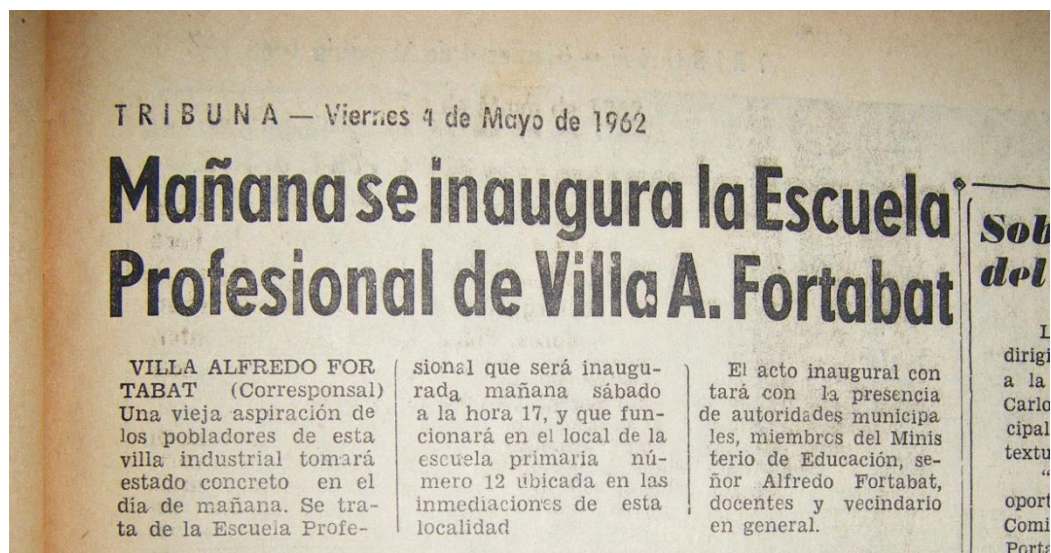 TRIBUNA — Viernes 4 de Mayo de 1962
Mañana se inaugura la Escuela
Profesional de Villa A. Fortabat
VILLA ALFREDO FOR
TABAT (Corresponsal)
Una vieja aspiración de
los pobladores de esta
villa industrial tomará
estado concreto en el
día de mañana. Se tra-
ta de la Escuela Profe-
sional que será inaugu-
rada mañana sábado
a la hora 17, y que fun-
cionará en el local de la
escuela primaria nú-
mero 12 ubicada en las
inmediaciones de esta
localidad
El acto inaugural con
tará con la presencia
de autoridades municipa
les, miembros del Minis
terio de Educación, se-
ñor Alfredo Fortabat,
docentes y vecindario
en general.
Sob
del
L
dirigi
a la
Carlo
cipal
textu
"
oport
Comi
Porta